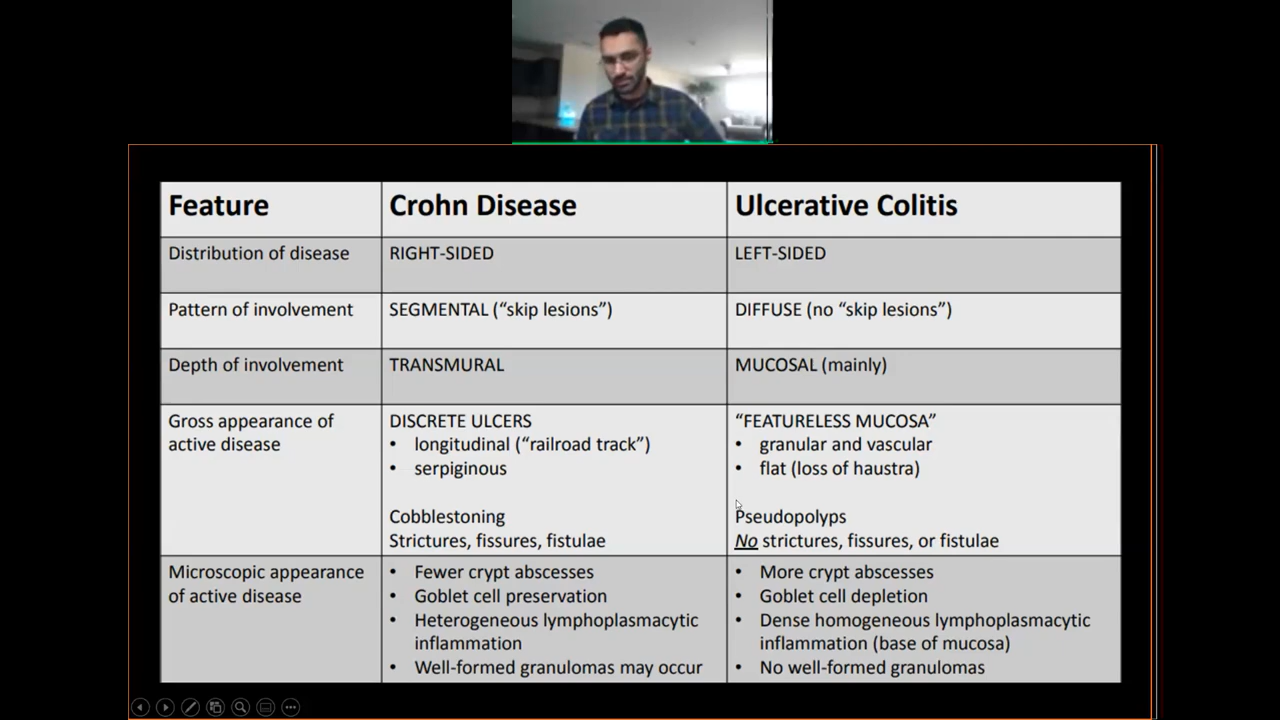 Feature Crohn Disease Ulcerative Colitis
Distribution of disease RIGHT-SIDED LEFT-SIDED
Pattern of involvement SEGMENTAL (“skip lesions”) DIFFUSE (no “skip lesions”)
Depth of involvement TRANSMURAL MUCOSAL (mainly)
Gross appearance of
active disease
DISCRETE ULCERS
• longitudinal (“railroad track”)
• serpiginous
Cobblestoning
Strictures, fissures, fistulae
“FEATURELESS MUCOSA”
• granular and vascular
• flat (loss of haustra)
Pseudopolyps
No strictures, fissures, or fistulae
Microscopic appearance
of active disease
• Fewer crypt abscesses
• Goblet cell preservation
• Heterogeneous lymphoplasmacytic
inflammation
• Well-formed granulomas may occur
• More crypt abscesses
• Goblet cell depletion
• Dense homogeneous lymphoplasmacytic
inflammation (base of mucosa)
• No well-formed granulomas